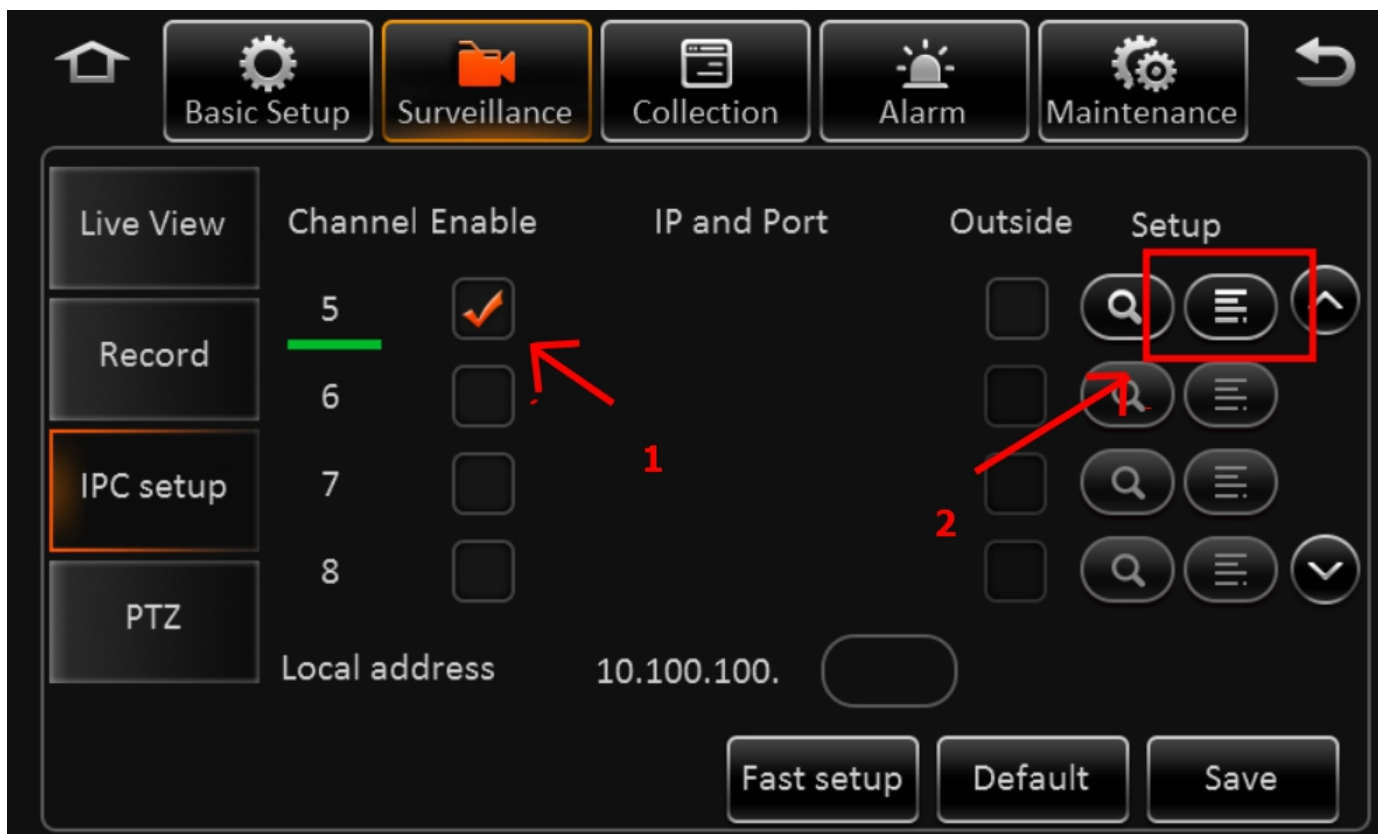 Basic Setup Surveillance Collection Alarm Maintenance
Live View
Record
IPC setup
PTZ
Channel Enable IP and Port Outside Setup
5
6
7
8
1
2
Local address 10.100.100.
Fast setup Default Save